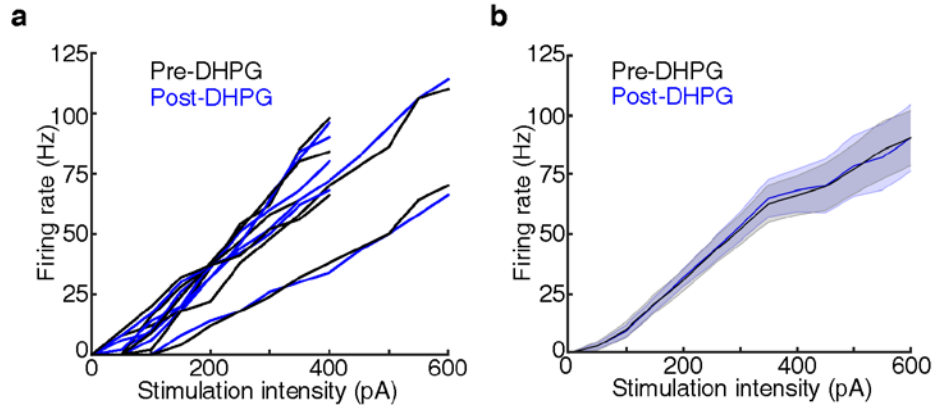 a
125
100
75
50
25
0
Firing rate (Hz)
Pre-DHPG
Post-DHPG
0 200 400 600
Stimulation intensity (pA)
b
125
100
75
50
25
0
Firing rate (Hz)
Pre-DHPG
Post-DHPG
0 200 400 600
Stimulation intensity (pA)